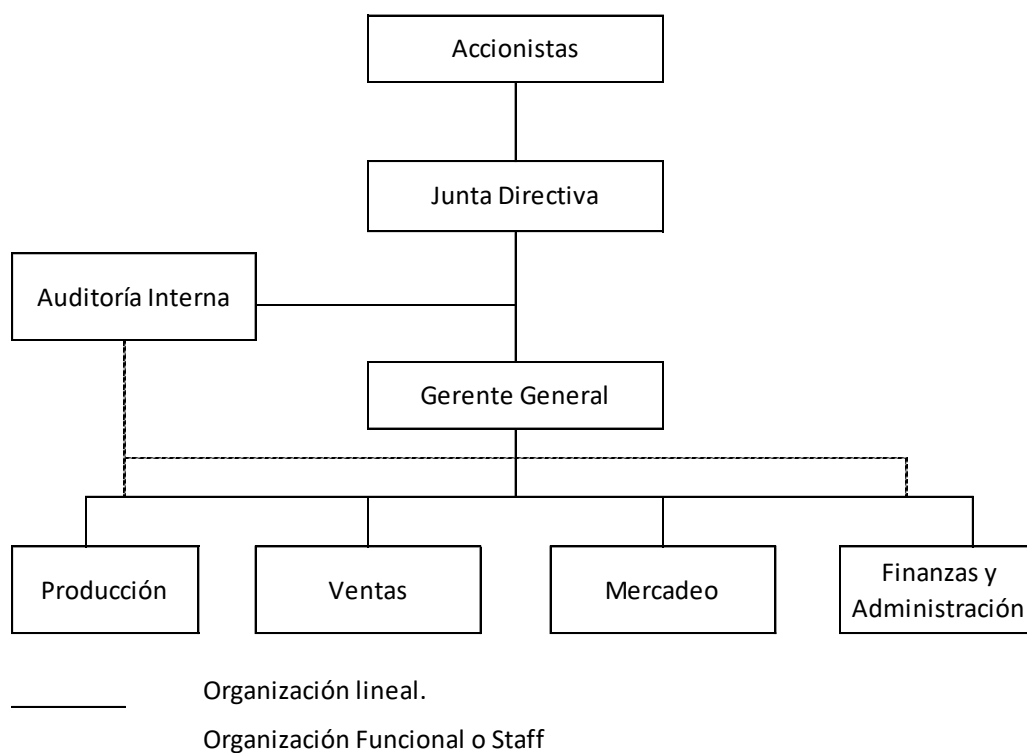 Accionistas
Junta Directiva
Auditoría Interna
Gerente General
Producción
Ventas
Mercadeo
Finanzas y
Administración
Organización lineal.
Organización Funcional o Staff